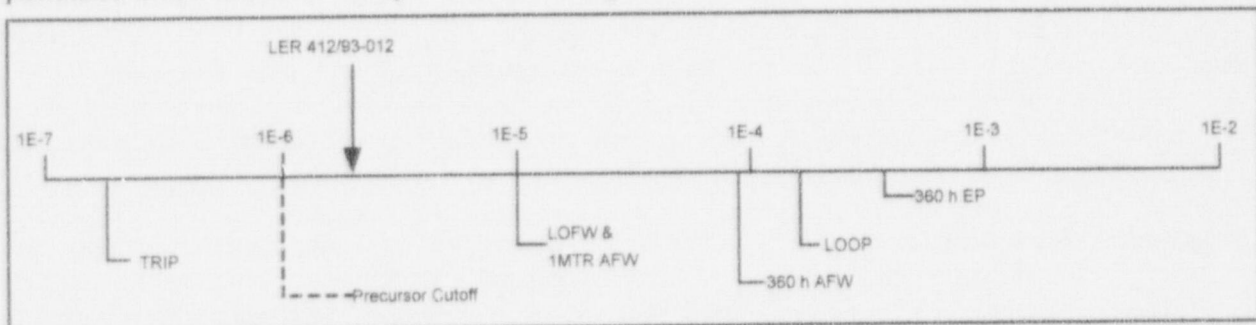 LER 412/93-012
1E-7
1E-6
1E-5
1E-4
1E-3
1E-2
TRIP
Precursor Cutoff
LOFW &
1MTR AFW
360 h AFW
LOOP
360 h EP